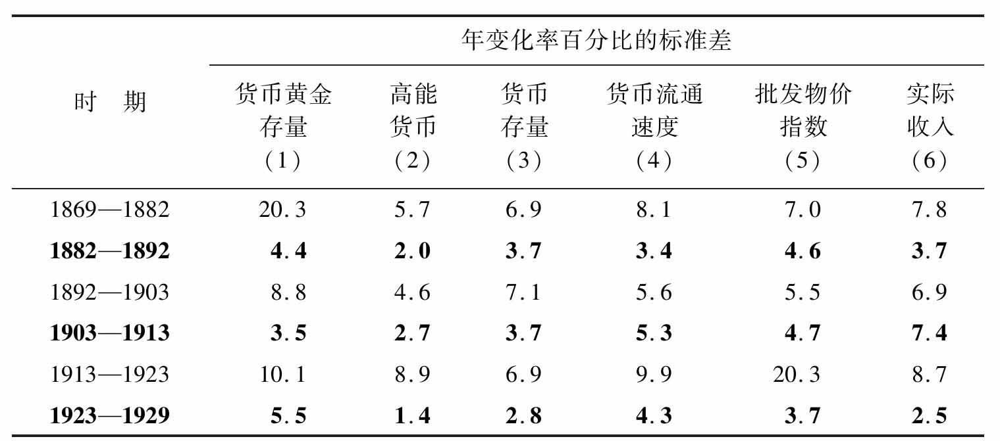 年变化率百分比的标准差
时 期 货币黄金 高能 货币 货币流通 批发物价 实际
存量 货币 存量 速度 指数 收入
(1) (2) (3) (4) (5) (6)
1869—1882 20.3 5.7 6.9 8.1 7.0 7.8
1882—1892 4.4 2.0 3.7 3.4 4.6 3.7
1892—1903 8.8 4.6 7.1 5.6 5.5 6.9
1903—1913 3.5 2.7 3.7 5.3 4.7 7.4
1913—1923 10.1 8.9 6.9 9.9 20.3 8.7
1923—1929 5.5 1.4 2.8 4.3 3.7 2.5